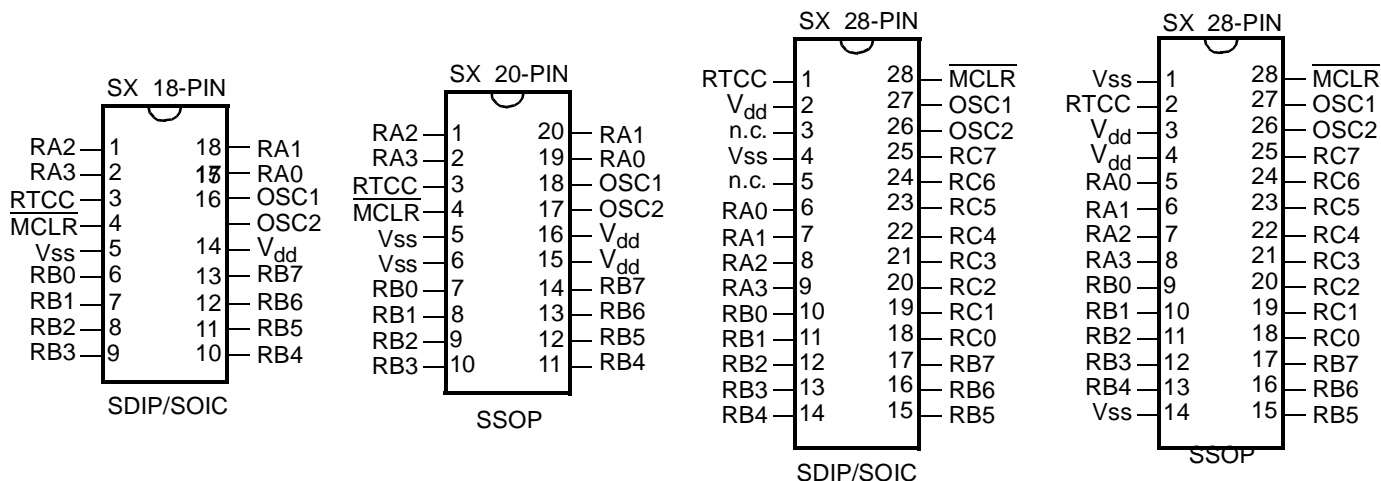 SX 18-PIN
RA2 1 18 RA1
RA3 2 17 RA0
RTCC 3 16 OSC1
MCLR 4 15 OSC2
Vss 5 14 Vdd
RB0 6 13 RB7
RB1 7 12 RB6
RB2 8 11 RB5
RB3 9 10 RB4
SDIP/SOIC
SX 20-PIN
RA2 1 20 RA1
RA3 2 19 RA0
RTCC 3 18 OSC1
MCLR 4 17 OSC2
Vss 5 16 Vdd
Vss 6 15 Vdd
RB0 7 14 RB7
RB1 8 13 RB6
RB2 9 12 RB5
RB3 10 11 RB4
SSOP
SX 28-PIN
RTCC 1 28 MCLR
Vdd 2 27 OSC1
n.c. 3 26 OSC2
Vss 4 25 RC7
n.c. 5 24 RC6
RA0 6 23 RC5
RA1 7 22 RC4
RA2 8 21 RC3
RA3 9 20 RC2
RB0 10 19 RC1
RB1 11 18 RC0
RB2 12 17 RB7
RB3 13 16 RB6
RB4 14 15 RB5
SDIP/SOIC
SX 28-PIN
Vss 1 28 MCLR
RTCC 2 27 OSC1
Vdd 3 26 OSC2
Vdd 4 25 RC7
RA0 5 24 RC6
RA1 6 23 RC5
RA2 7 22 RC4
RA3 8 21 RC3
RB0 9 20 RC2
RB1 10 19 RC1
RB2 11 18 RC0
RB3 12 17 RB7
RB4 13 16 RB6
Vss 14 15 RB5
SSOP